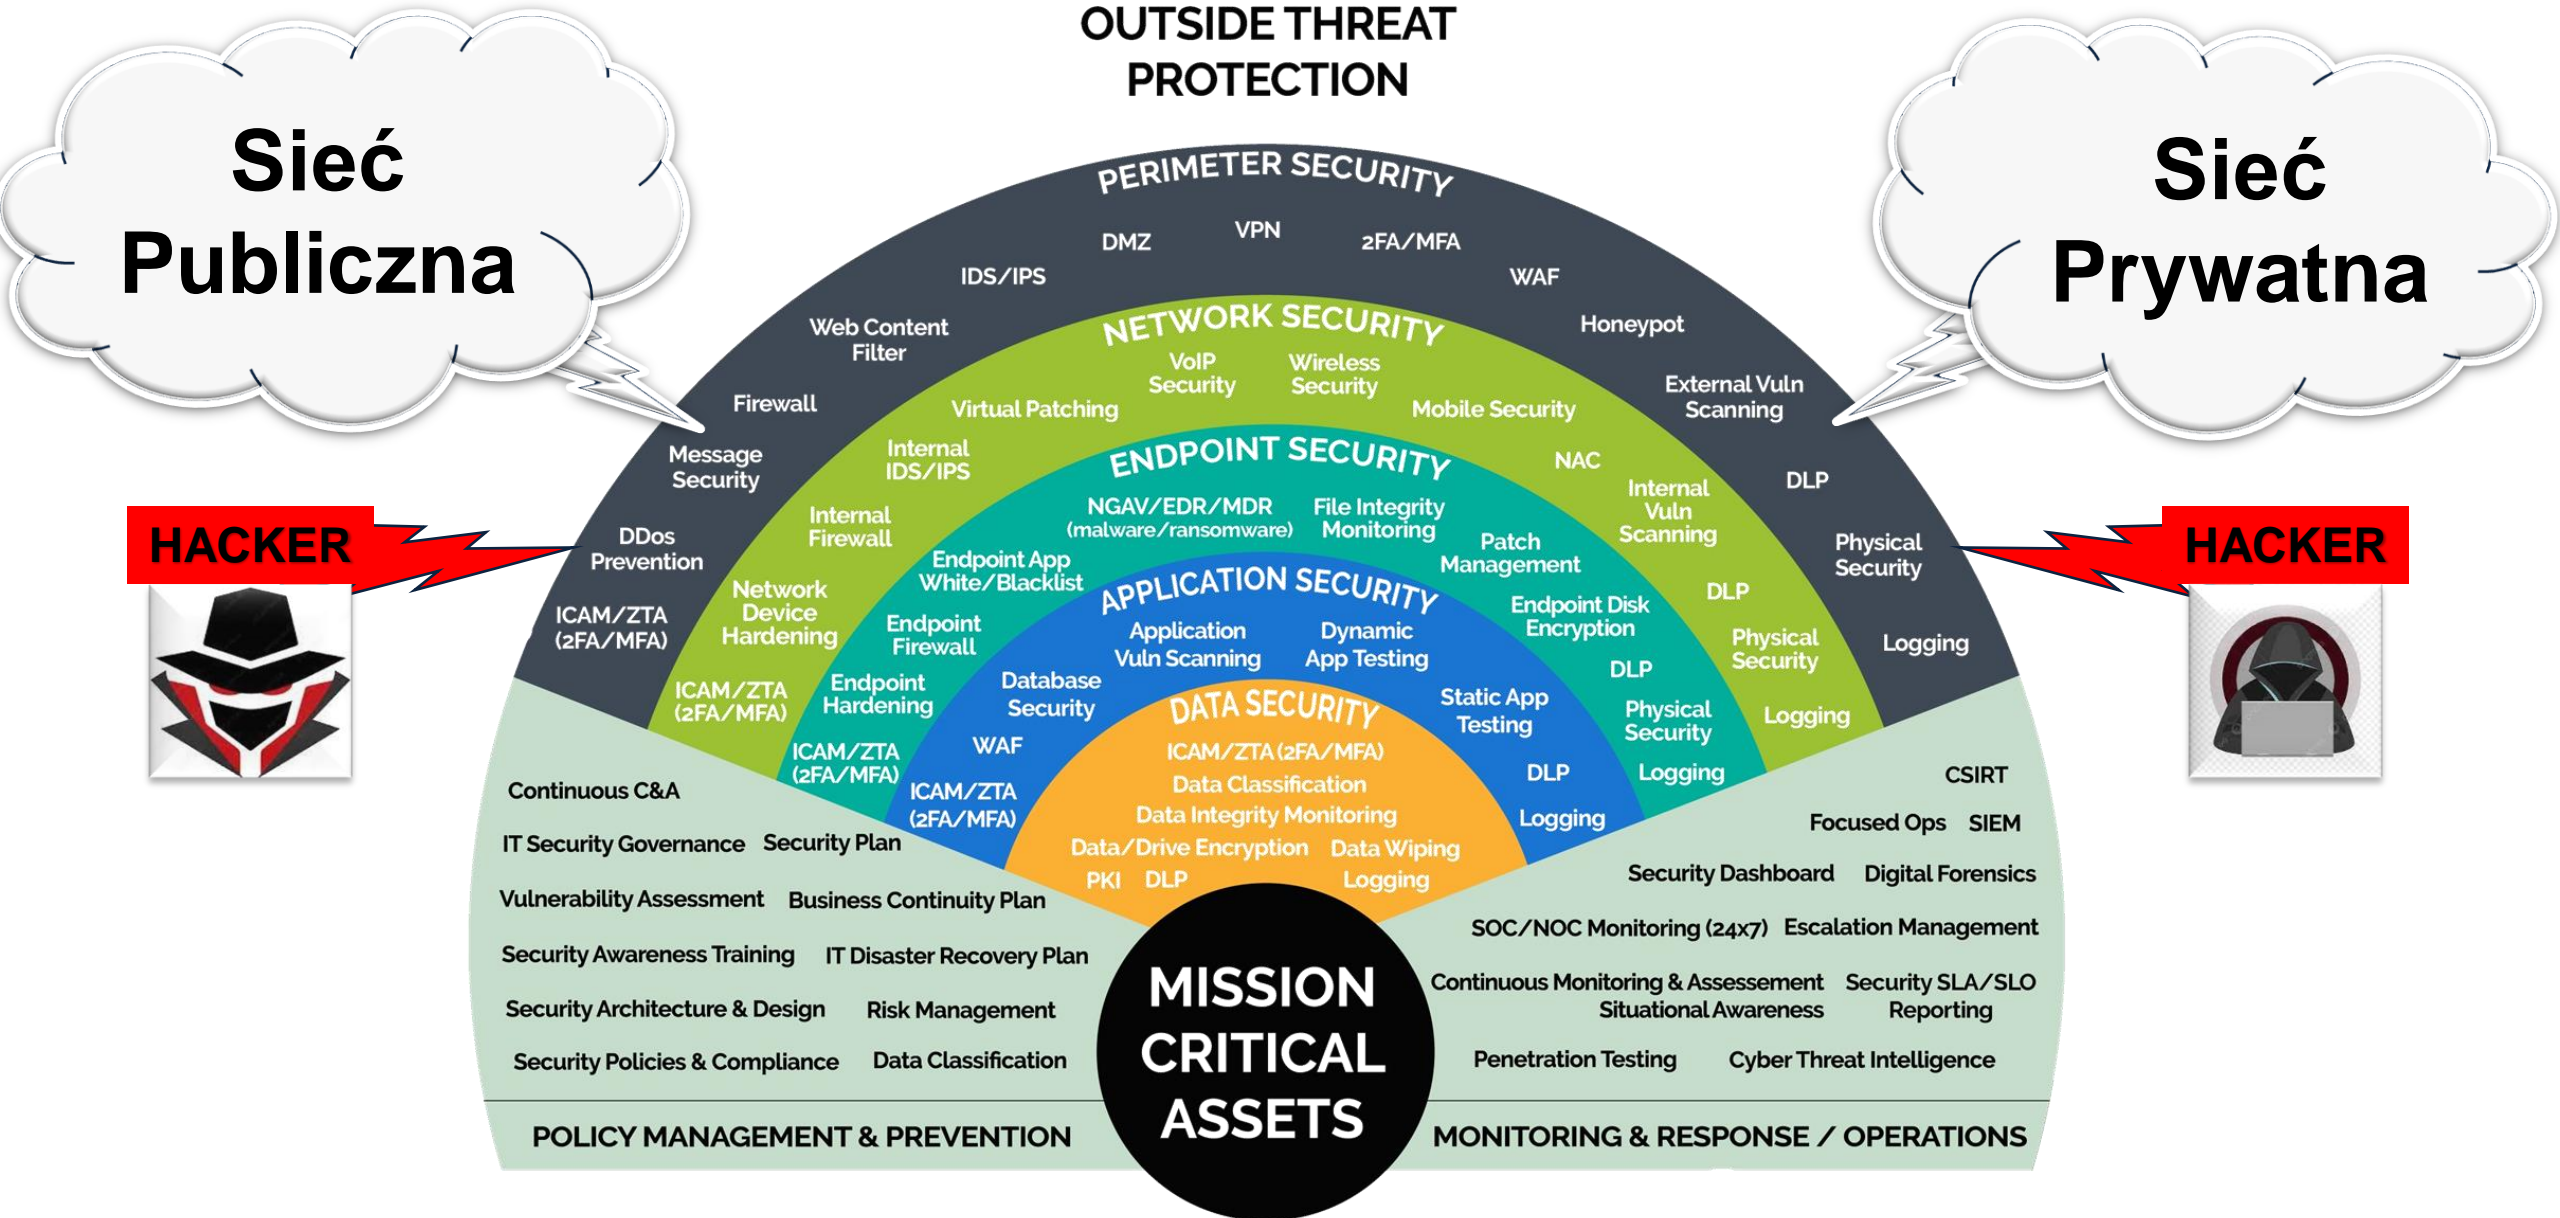 OUTSIDE THREAT
PROTECTION
Sieć
Publiczna
Sieć
Prywatna
HACKER
HACKER
PERIMETER SECURITY
ICAM/ZTA
(2FA/MFA)
DDos
Prevention
Message
Security
Firewall
Web Content
Filter
IDS/IPS
DMZ
VPN
2FA/MFA
WAF
Honeypot
External Vuln
Scanning
DLP
Physical
Security
Logging
NETWORK SECURITY
ICAM/ZTA
(2FA/MFA)
Network
Device
Hardening
Internal
Firewall
Internal
IDS/IPS
Virtual Patching
VoIP
Security
Wireless
Security
Mobile Security
NAC
Internal
Vuln
Scanning
DLP
Physical
Security
Logging
ENDPOINT SECURITY
ICAM/ZTA
(2FA/MFA)
Endpoint
Hardening
Endpoint
Firewall
Endpoint App
White/Blacklist
NGAV/EDR/MDR
(malware/ransomware)
File Integrity
Monitoring
Patch
Management
Endpoint Disk
Encryption
DLP
Physical
Security
Logging
APPLICATION SECURITY
ICAM/ZTA
(2FA/MFA)
WAF
Database
Security
Application
Vuln Scanning
Dynamic
App Testing
Static App
Testing
DLP
Logging
DATA SECURITY
ICAM/ZTA (2FA/MFA)
Data Classification
Data Integrity Monitoring
Data/Drive Encryption Data Wiping
PKI DLP Logging
MISSION
CRITICAL
ASSETS
Continuous C&A
IT Security Governance Security Plan
Vulnerability Assessment Business Continuity Plan
Security Awareness Training IT Disaster Recovery Plan
Security Architecture & Design Risk Management
Security Policies & Compliance Data Classification
POLICY MANAGEMENT & PREVENTION
CSIRT
Focused Ops SIEM
Security Dashboard Digital Forensics
SOC/NOC Monitoring (24x7) Escalation Management
Continuous Monitoring & Assessement Security SLA/SLO
Situational Awareness Reporting
Penetration Testing Cyber Threat Intelligence
MONITORING & RESPONSE / OPERATIONS